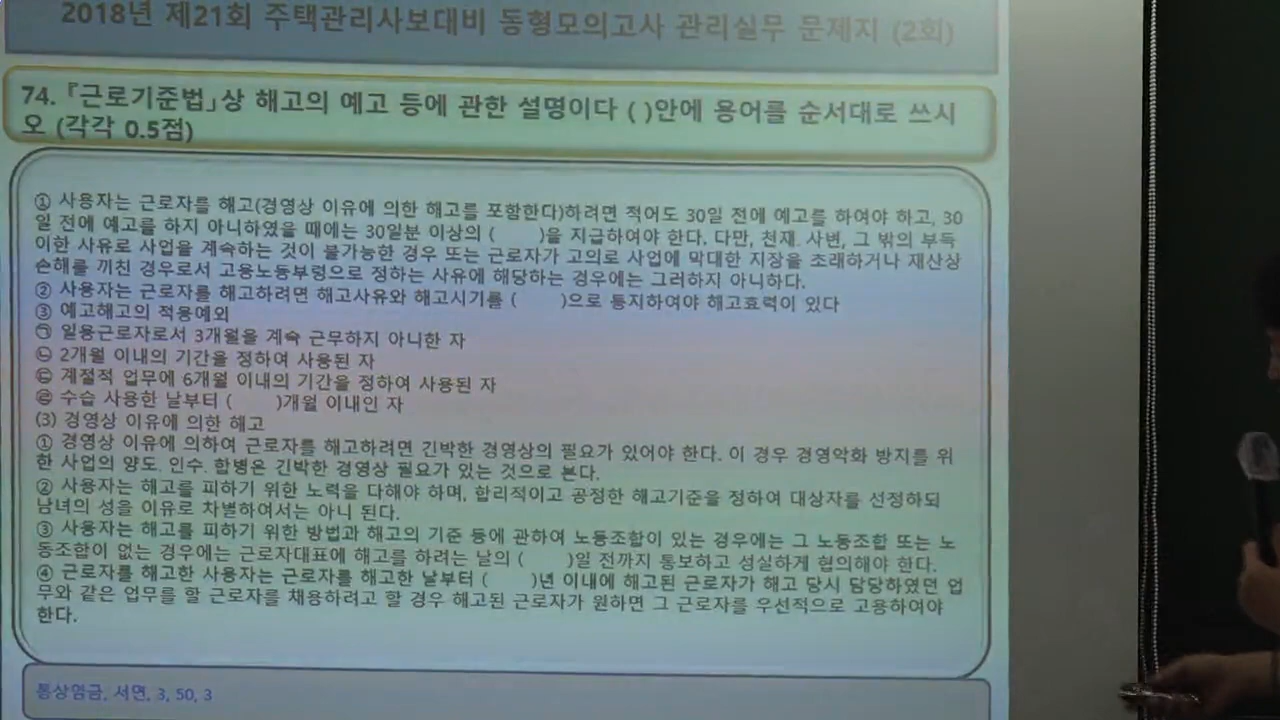 2018년 제21회 주택관리사보대비 동형모의고사 관리실무 문제지 (2회)
74. 『근로기준법』상 해고의 예고 등에 관한 설명이다 ( )안에 용어를 순서대로 쓰시
오 (각각 0.5점)
① 사용자는 근로자를 해고(경영상 이유에 의한 해고를 포함한다)하려면 적어도 30일 전에 예고를 하여야 하고, 30
일 전에 예고를 하지 아니하였을 때에는 30일분 이상의 ( )을 지급하여야 한다. 다만, 천재. 사변, 그 밖의 부득
이한 사유로 사업을 계속하는 것이 불가능한 경우 또는 근로자가 고의로 사업에 막대한 지장을 초래하거나 재산상
손해를 끼친 경우로서 고용노동부령으로 정하는 사유에 해당하는 경우에는 그러하지 아니하다.
② 사용자는 근로자를 해고하려면 해고사유와 해고시기를 ( )으로 통지하여야 해고효력이 있다
③ 예고해고의 적용예외
㉠ 일용근로자로서 3개월을 계속 근무하지 아니한 자
㉡ 2개월 이내의 기간을 정하여 사용된 자
㉢ 계절적 업무에 6개월 이내의 기간을 정하여 사용된 자
㉣ 수습 사용한 날부터 ( )개월 이내인 자
(3) 경영상 이유에 의한 해고
① 경영상 이유에 의하여 근로자를 해고하려면 긴박한 경영상의 필요가 있어야 한다. 이 경우 경영악화 방지를 위
한 사업의 양도. 인수. 합병은 긴박한 경영상 필요가 있는 것으로 본다.
② 사용자는 해고를 피하기 위한 노력을 다해야 하며, 합리적이고 공정한 해고기준을 정하여 대상자를 선정하되
남녀의 성을 이유로 차별하여서는 아니 된다.
③ 사용자는 해고를 피하기 위한 방법과 해고의 기준 등에 관하여 노동조합이 있는 경우에는 그 노동조합 또는 노
동조합이 없는 경우에는 근로자대표에 해고를 하려는 날의 ( )일 전까지 통보하고 성실하게 협의해야 한다.
④ 근로자를 해고한 사용자는 근로자를 해고한 날부터 ( )년 이내에 해고된 근로자가 해고 당시 담당하였던 업
무와 같은 업무를 할 근로자를 채용하려고 할 경우 해고된 근로자가 원하면 그 근로자를 우선적으로 고용하여야
한다.
통상임금, 서면, 3, 50, 3